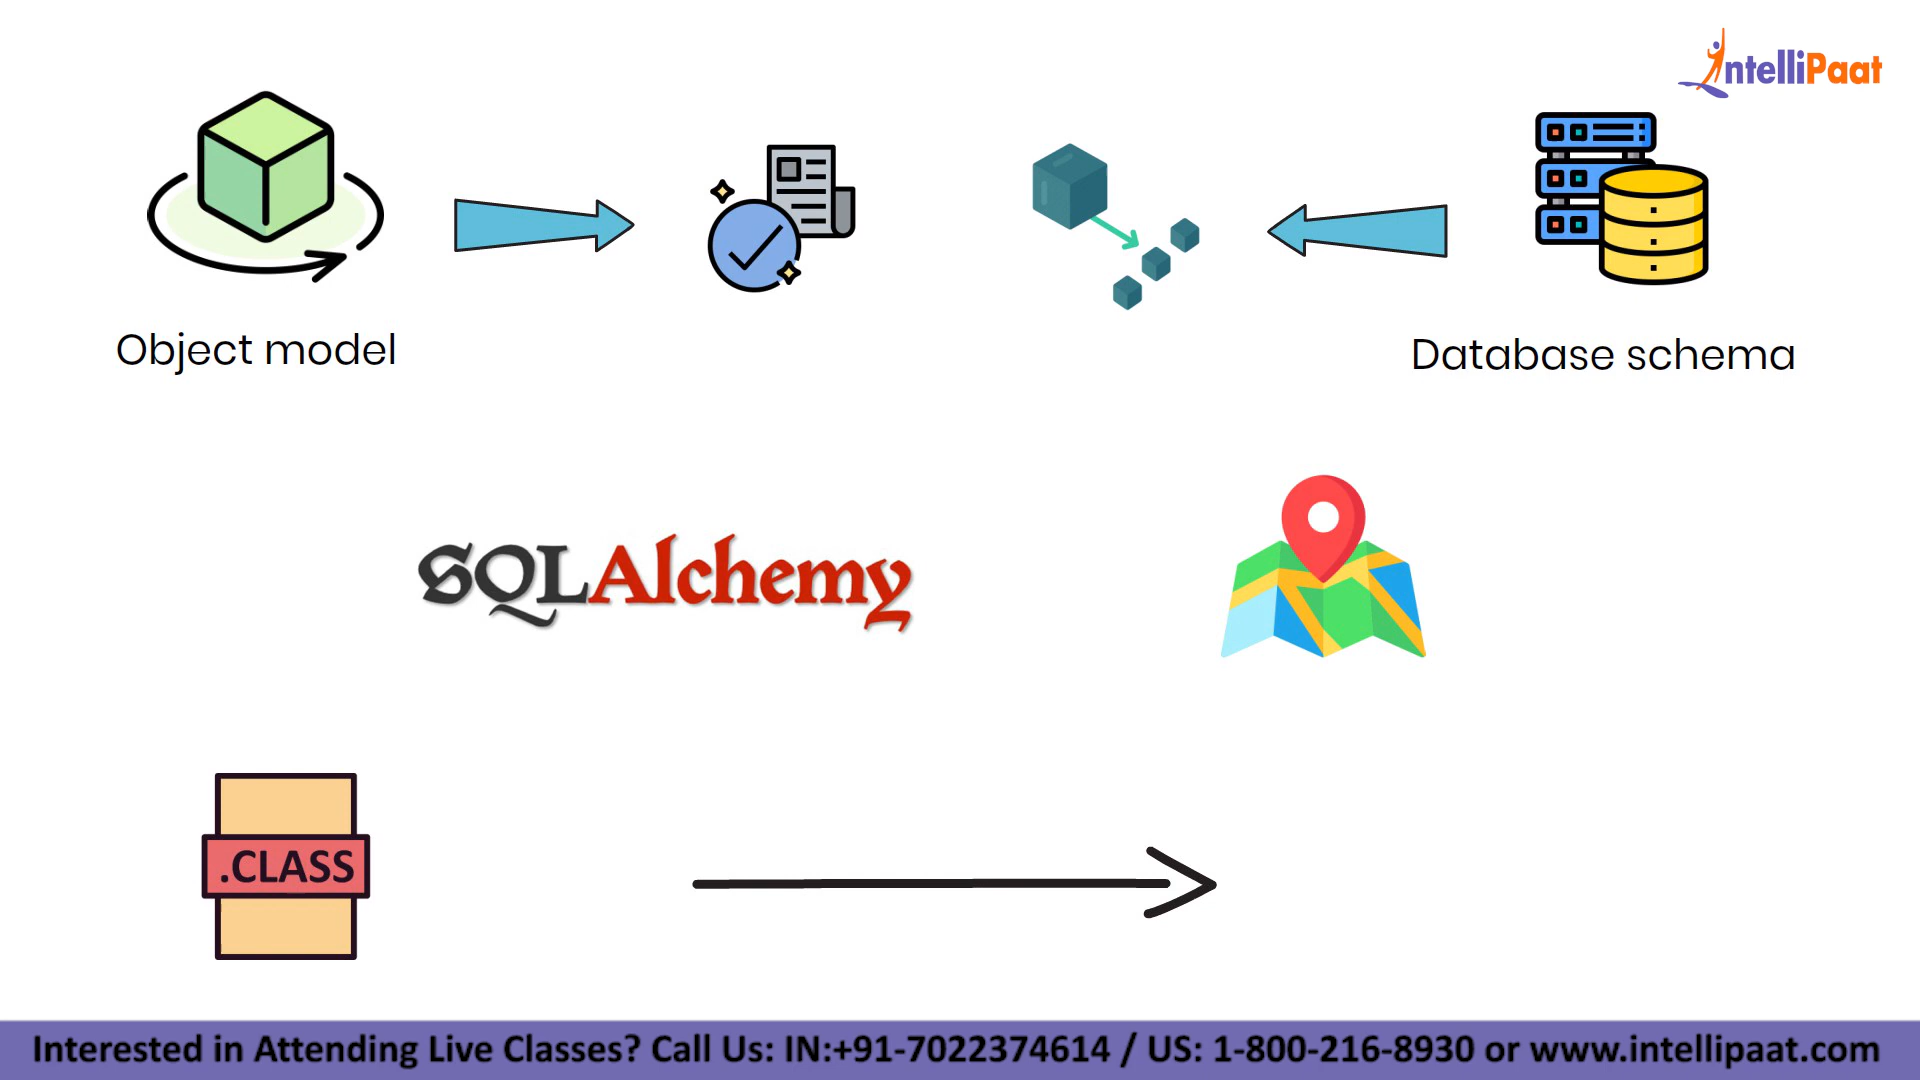 IntelliPaat
Object model
Database schema
SQLAlchemy
.CLASS
Interested in Attending Live Classes? Call Us: IN:+91-7022374614 / US: 1-800-216-8930 or www.intellipaat.com